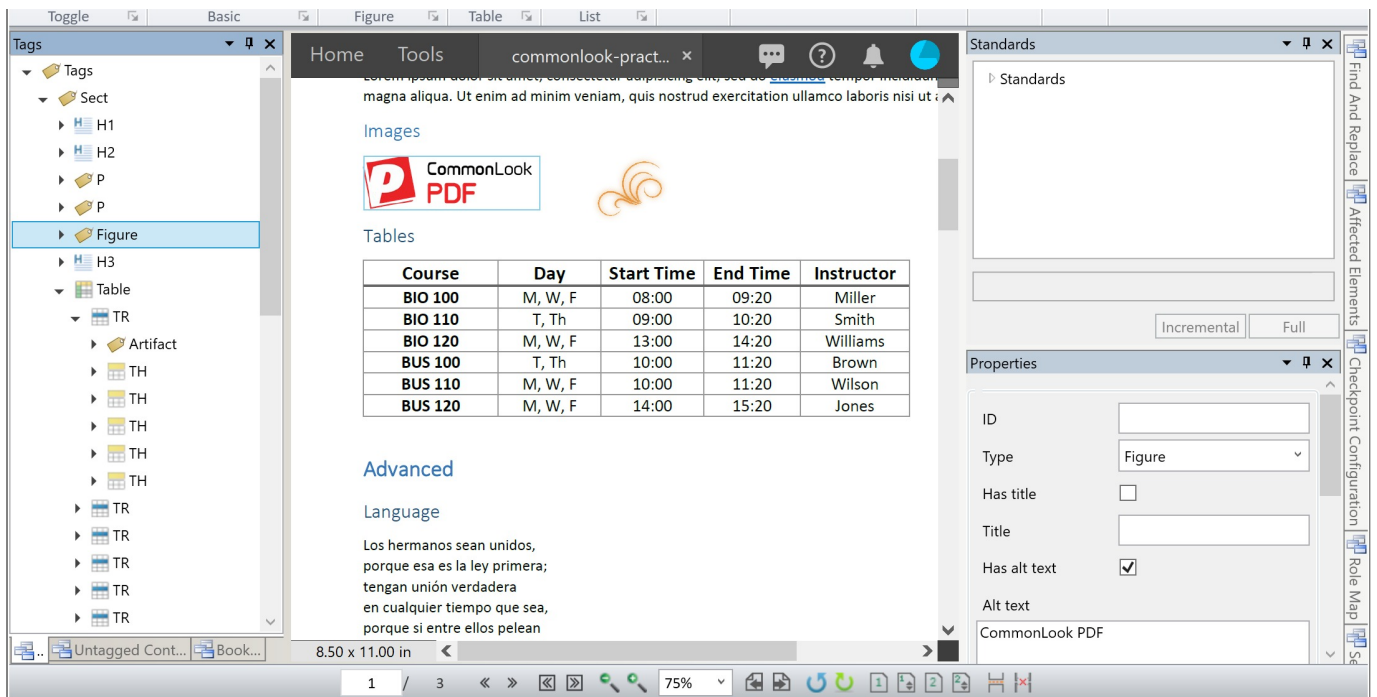 Toggle Basic Figure Table List
Tags
Tags
Sect
H1
H2
P
P
Figure
H3
Table
TR
Artifact
TH
TH
TH
TH
TH
TR
TR
TR
TR
TR
Untagged Cont...
Book...
Home Tools commonlook-pract... ×
magna aliqua. Ut enim ad minim veniam, quis nostrud exercitation ullamco laboris nisi ut
Images
CommonLook
PDF
Tables
Course Day Start Time End Time Instructor
BIO 100 M, W, F 08:00 09:20 Miller
BIO 110 T, Th 09:00 10:20 Smith
BIO 120 M, W, F 13:00 14:20 Williams
BUS 100 T, Th 10:00 11:20 Brown
BUS 110 M, W, F 10:00 11:20 Wilson
BUS 120 M, W, F 14:00 15:20 Jones
Advanced
Language
Los hermanos sean unidos,
porque esa es la ley primera;
tengan unión verdadera
en cualquier tiempo que sea,
porque si entre ellos pelean
8.50 x 11.00 in
1 / 3
75%
Standards
Standards
Incremental Full
Properties
ID
Type Figure
Has title
Title
Has alt text
Alt text
CommonLook PDF
Find And Replace
Affected Elements
Checkpoint Configuration
Role Map
Se